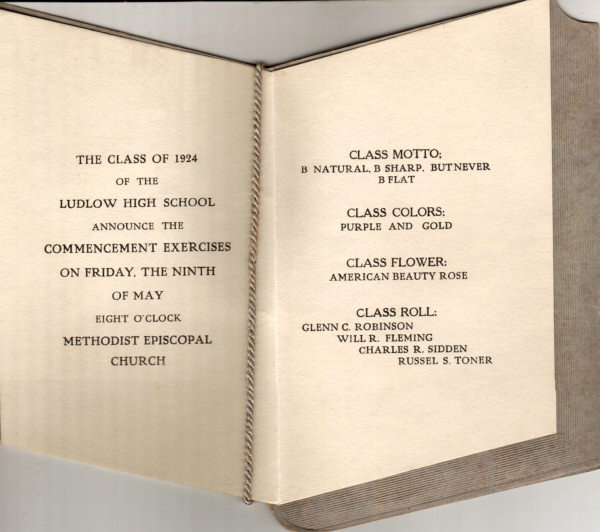 THE CLASS OF 1924
OF THE
LUDLOW HIGH SCHOOL
ANNOUNCE THE
COMMENCEMENT EXERCISES
ON FRIDAY, THE NINTH
OF MAY
EIGHT O'CLOCK
METHODIST EPISCOPAL
CHURCH
CLASS MOTTO;
B NATURAL, B SHARP, BUTNEVER
B FLAT
CLASS COLORS:
PURPLE AND GOLD
CLASS FLOWER:
AMERICAN BEAUTY ROSE
CLASS ROLL:
GLENN C. ROBINSON
WILL R. FLEMING
CHARLES R. SIDDEN
RUSSEL S. TONER